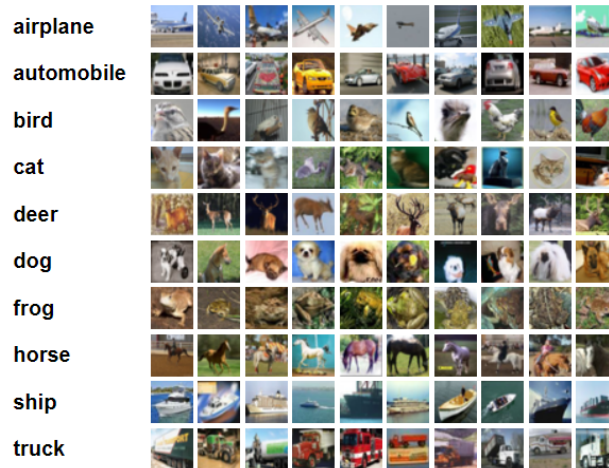 airplane
automobile
bird
cat
deer
dog
frog
horse
ship
truck